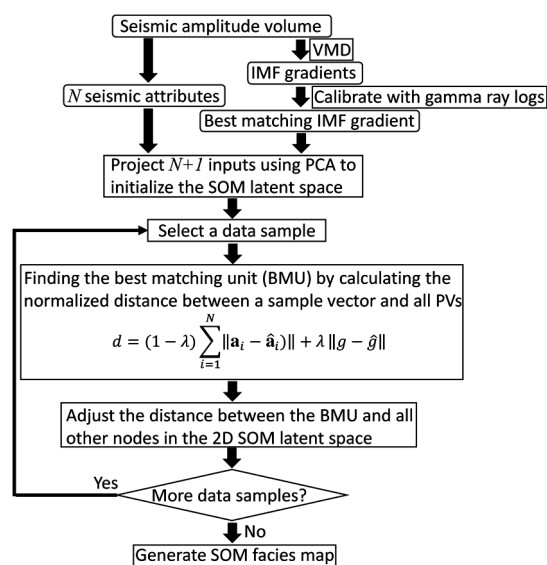 Seismic amplitude volume
VMD
IMF gradients
N seismic attributes
Calibrate with gamma ray logs
Best matching IMF gradient
Project N+1 inputs using PCA to
initialize the SOM latent space
Select a data sample
Finding the best matching unit (BMU) by calculating the
normalized distance between a sample vector and all PVs
d = (1 − λ) ∑_{i=1}^{N} ‖a_i − â_i)‖ + λ ‖g − ĝ‖
Adjust the distance between the BMU and all
other nodes in the 2D SOM latent space
Yes
More data samples?
No
Generate SOM facies map